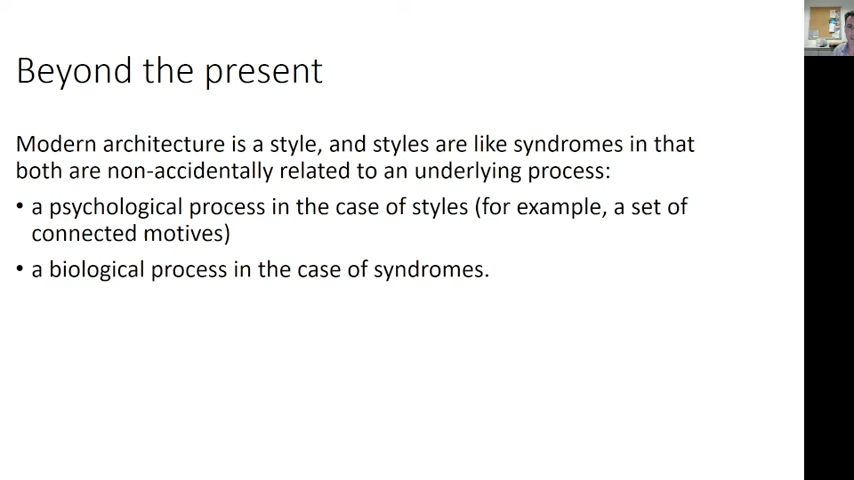 Beyond the present
Modern architecture is a style, and styles are like syndromes in that
both are non-accidentally related to an underlying process:
• a psychological process in the case of styles (for example, a set of
connected motives)
• a biological process in the case of syndromes.